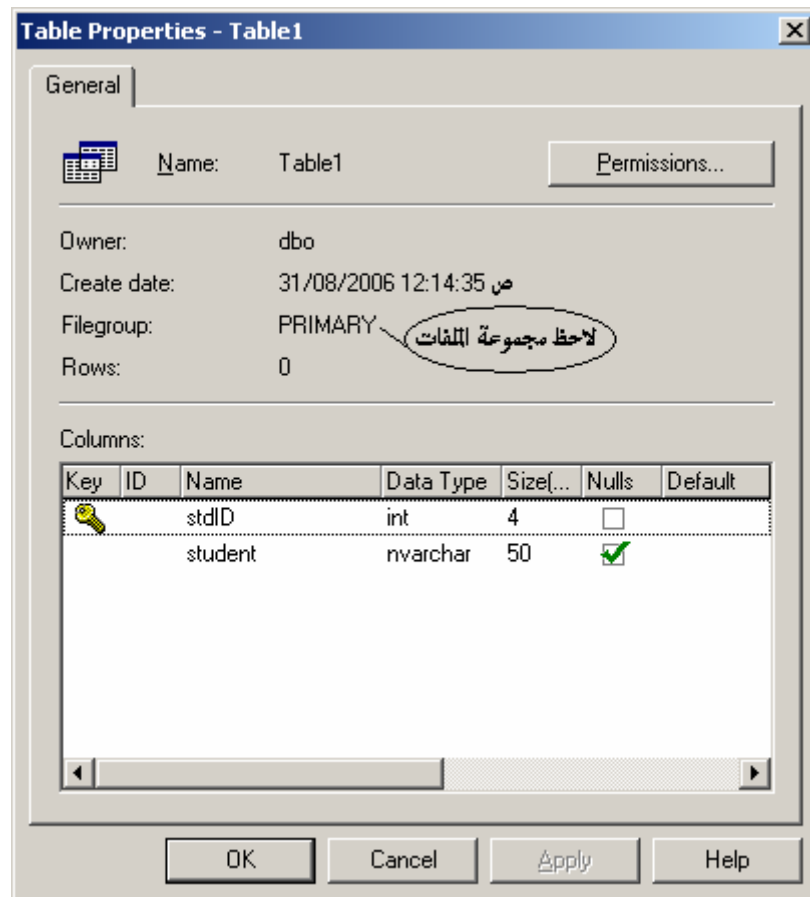 Table Properties - Table1
General
Name: Table1 Permissions...
Owner: dbo
Create date: 31/08/2006 12:14:35 ص
Filegroup: PRIMARY لاحظ مجموعة الملفات
Rows: 0
Columns:
Key ID Name Data Type Size(... Nulls Default
stdID int 4
student nvarchar 50
OK Cancel Apply Help